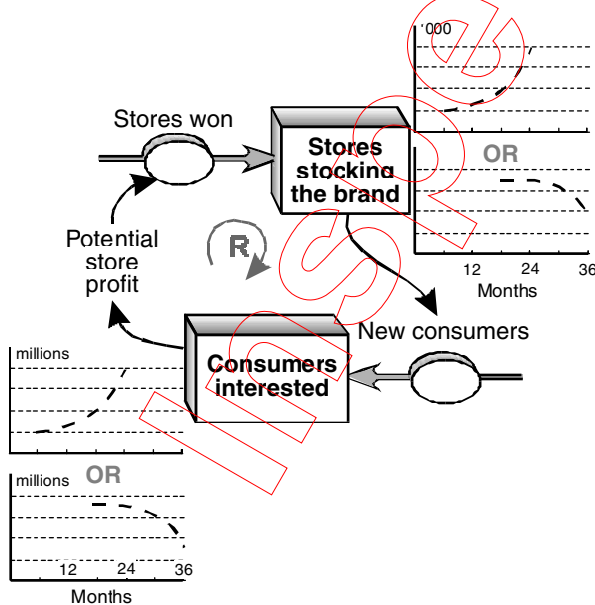 '000
Stores won
Stores
stocking
the brand
OR
12 24 36
Months
Potential
store
profit
R
New consumers
Consumers
interested
millions
OR
millions
12 24 36
Months
Inspe